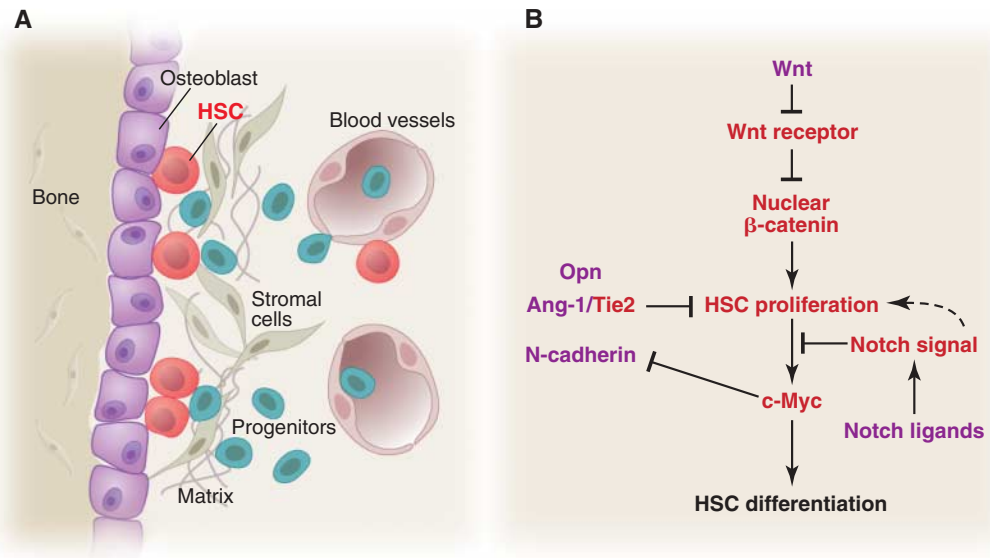 A
Osteoblast
HSC
Blood vessels
Bone
Stromal
cells
Progenitors
Matrix
B
Wnt
Wnt receptor
Nuclear
β-catenin
Opn
Ang-1/Tie2
HSC proliferation
N-cadherin
Notch signal
c-Myc
Notch ligands
HSC differentiation